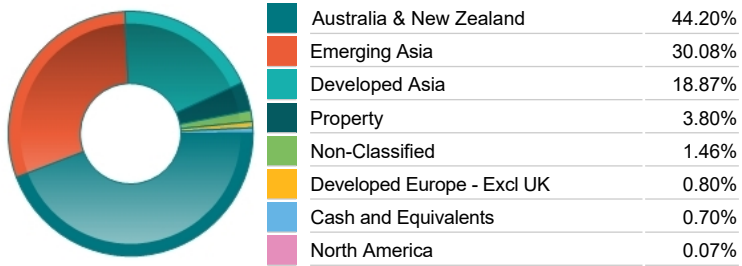 Australia & New Zealand 44.20%
Emerging Asia 30.08%
Developed Asia 18.87%
Property 3.80%
Non-Classified 1.46%
Developed Europe - Excl UK 0.80%
Cash and Equivalents 0.70%
North America 0.07%